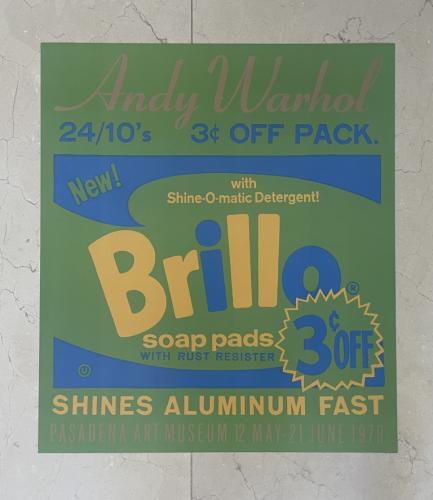 Andy Warhol
24/10's 3¢ OFF PACK.
New!
with
Shine-O-matic Detergent!
Brillo®
soap pads
WITH RUST RESISTER
3¢ OFF
U
SHINES ALUMINUM FAST
PASADENA ART MUSEUM 12 MAY-21 JUNE 1970